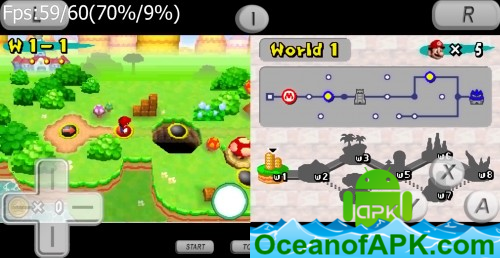 Fps:59/60(70%/9%)
L
I
R
W 1-1
World 1
x 5
M
w1
w2
w3
w5
w6
w7
w8
X
Y
A
x 0
START
apk
OceanofAPK.com